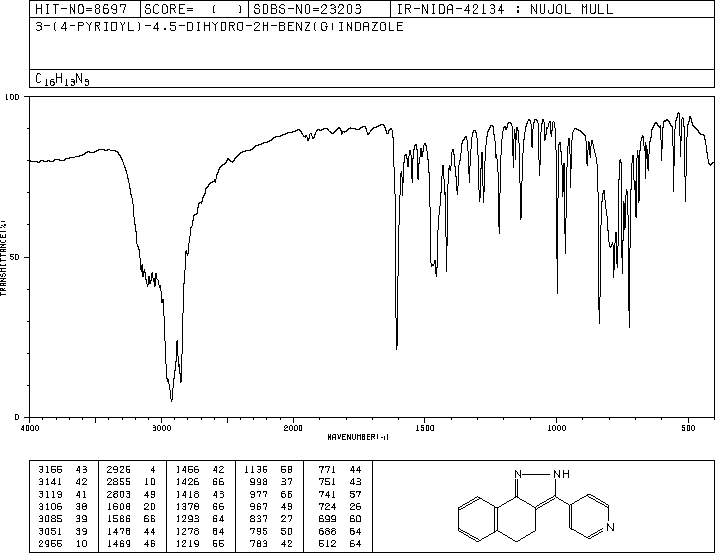 HIT-NO=8697 SCORE= ( ) SDBS-NO=23203 IR-NIDA-42134 : NUJOL MULL
3-(4-PYRIDYL)-4,5-DIHYDRO-2H-BENZ(G)INDAZOLE
C16H13N3
100
50
0
TRANSMITTANCE(%)
4000 3000 2000 1500 1000 500
WAVENUMBER(-1)
3166 43 2926 4 1456 42 1136 58 771 44
3141 42 2855 10 1426 66 998 37 751 43
3119 41 2803 49 1418 43 977 66 741 57
3106 38 1608 20 1378 66 967 49 724 26
3085 39 1586 66 1293 64 837 27 699 60
3051 39 1478 44 1278 64 795 50 688 64
2956 10 1469 46 1219 55 783 42 512 64
N NH
N